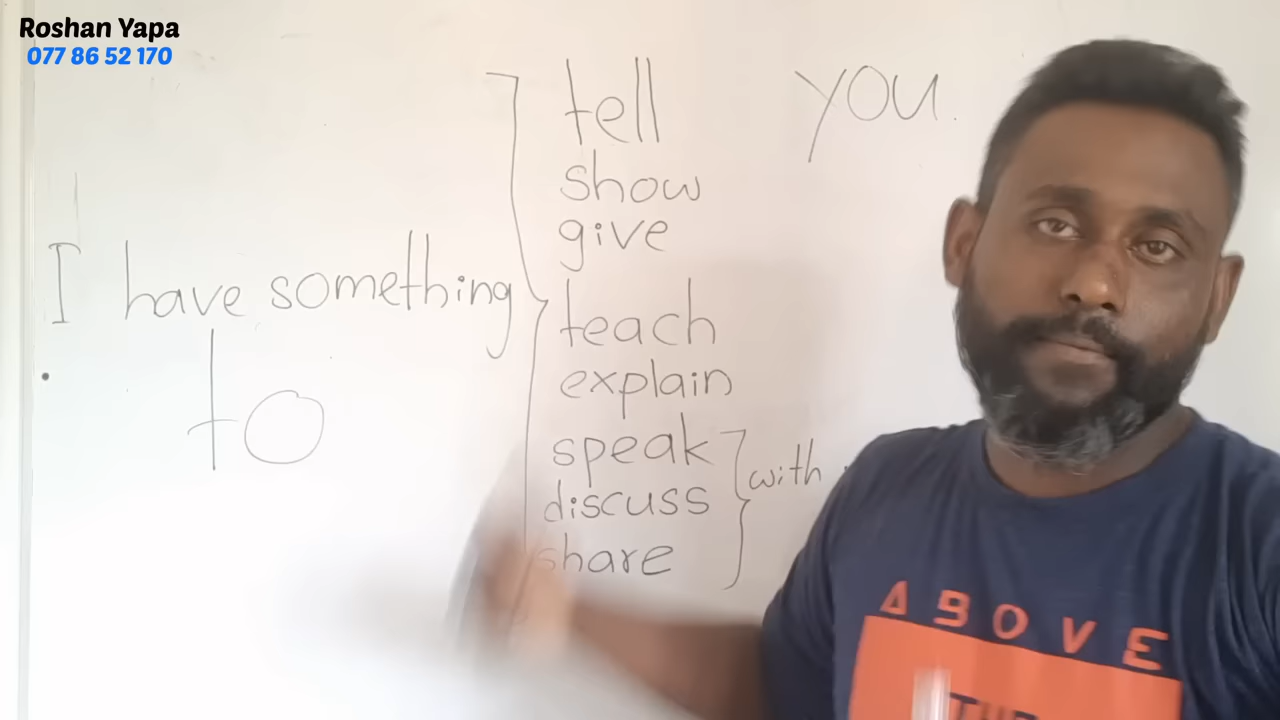 Roshan Yapa
077 86 52 170
tell you.
show
give
I have something
to
teach
explain
speak
discuss with
share
ABOVE
THE